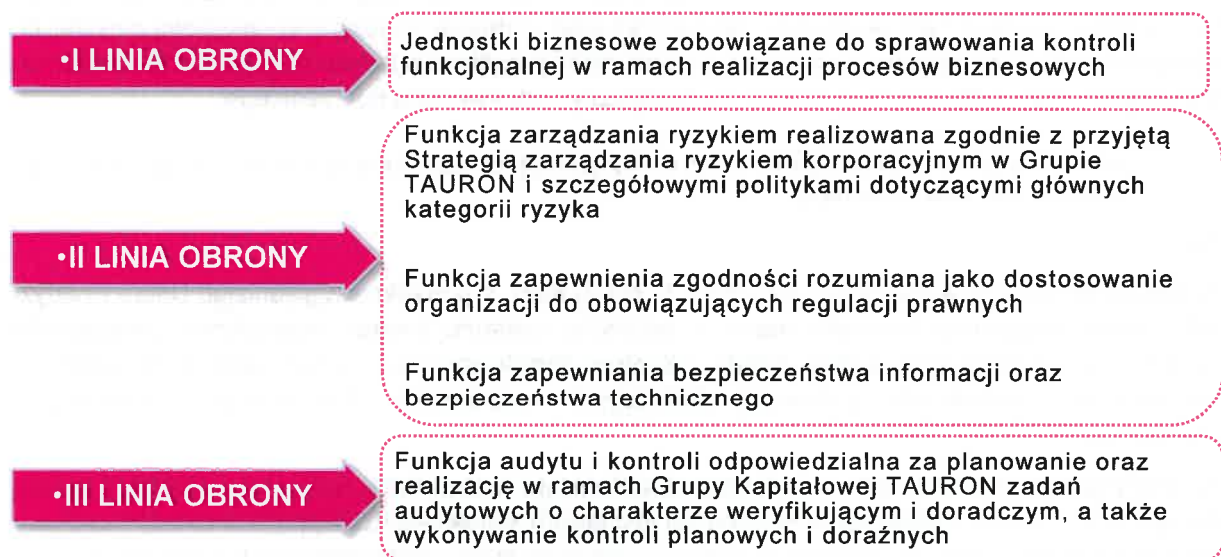 •I LINIA OBRONY
Jednostki biznesowe zobowiązane do sprawowania kontroli
funkcjonalnej w ramach realizacji procesów biznesowych
•II LINIA OBRONY
Funkcja zarządzania ryzykiem realizowana zgodnie z przyjętą
Strategią zarządzania ryzykiem korporacyjnym w Grupie
TAURON i szczegółowymi politykami dotyczącymi głównych
kategorii ryzyka
Funkcja zapewnienia zgodności rozumiana jako dostosowanie
organizacji do obowiązujących regulacji prawnych
Funkcja zapewniania bezpieczeństwa informacji oraz
bezpieczeństwa technicznego
•III LINIA OBRONY
Funkcja audytu i kontroli odpowiedzialna za planowanie oraz
realizację w ramach Grupy Kapitałowej TAURON zadań
audytowych o charakterze weryfikującym i doradczym, a także
wykonywanie kontroli planowych i doraźnych